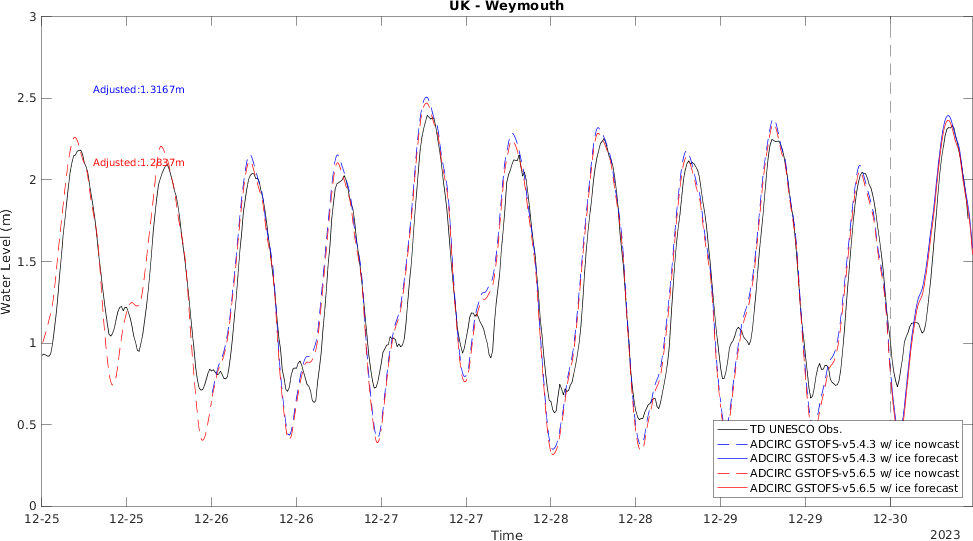 UK - Weymouth
3
2.5
2
1.5
1
0.5
0
Water Level (m)
Adjusted:1.3167m
Adjusted:1.2837m
TD UNESCO Obs.
ADCIRC GSTOFS-v5.4.3 w/ ice nowcast
ADCIRC GSTOFS-v5.4.3 w/ ice forecast
ADCIRC GSTOFS-v5.6.5 w/ ice nowcast
ADCIRC GSTOFS-v5.6.5 w/ ice forecast
12-25 12-25 12-26 12-26 12-27 12-27 12-28 12-28 12-29 12-29 12-30
Time
2023